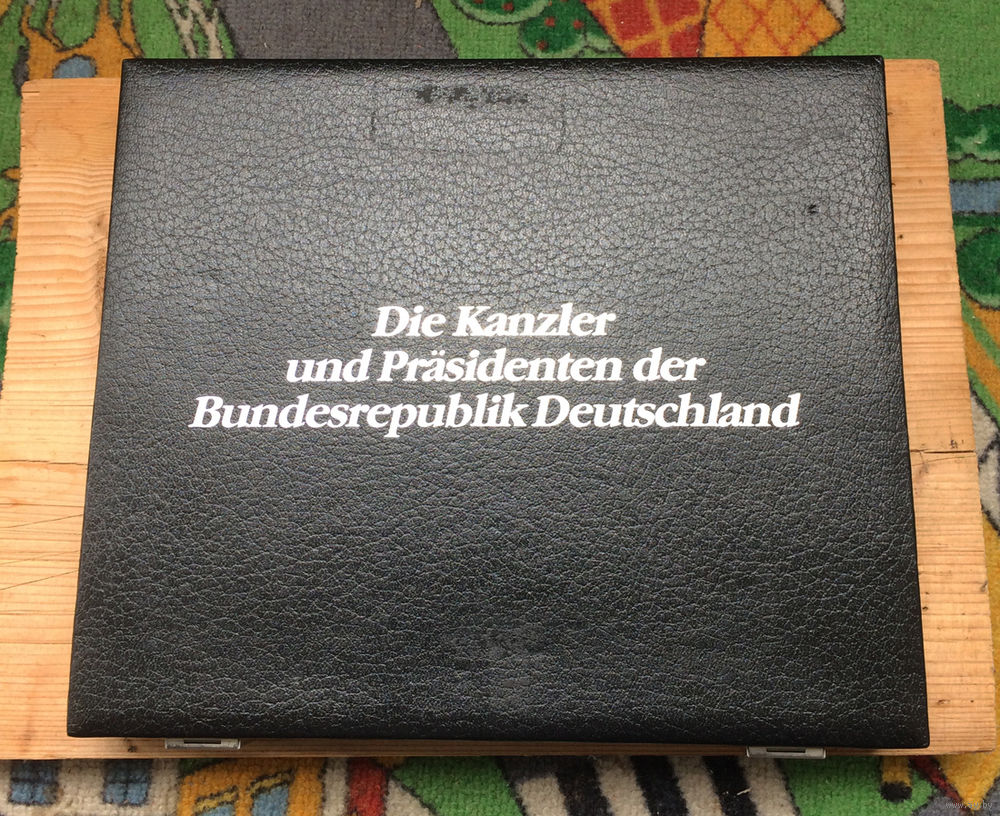 Die Kanzler
und Präsidenten der
Bundesrepublik Deutschland